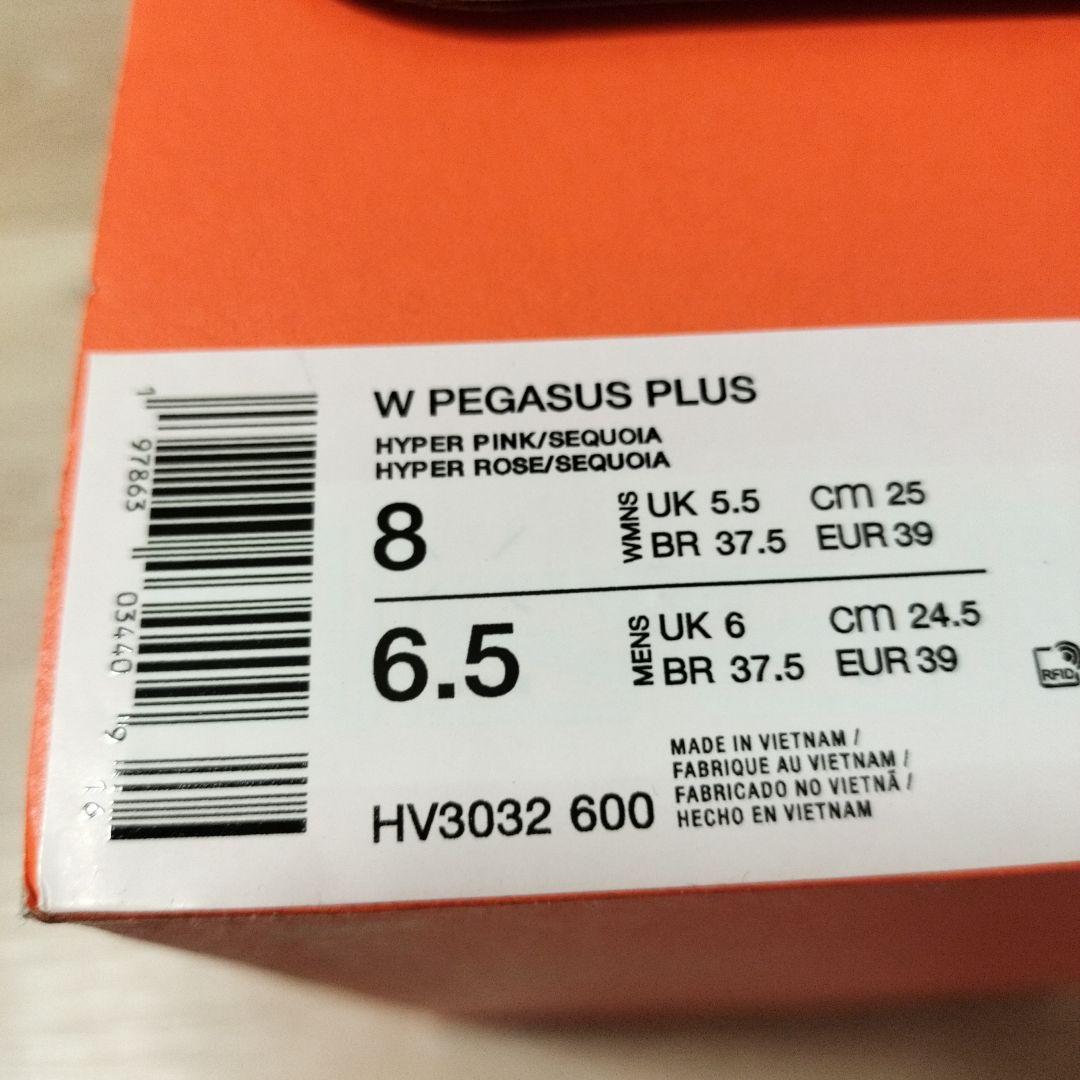 W PEGASUS PLUS
HYPER PINK/SEQUOIA
HYPER ROSE/SEQUOIA
8 WMNS UK 5.5 cm 25
BR 37.5 EUR 39
6.5 MENS UK 6 cm 24.5
BR 37.5 EUR 39
RFID
MADE IN VIETNAM /
FABRIQUE AU VIETNAM /
FABRICADO NO VIETNÃ /
HECHO EN VIETNAM
HV3032 600
1 97863 03440 9 16